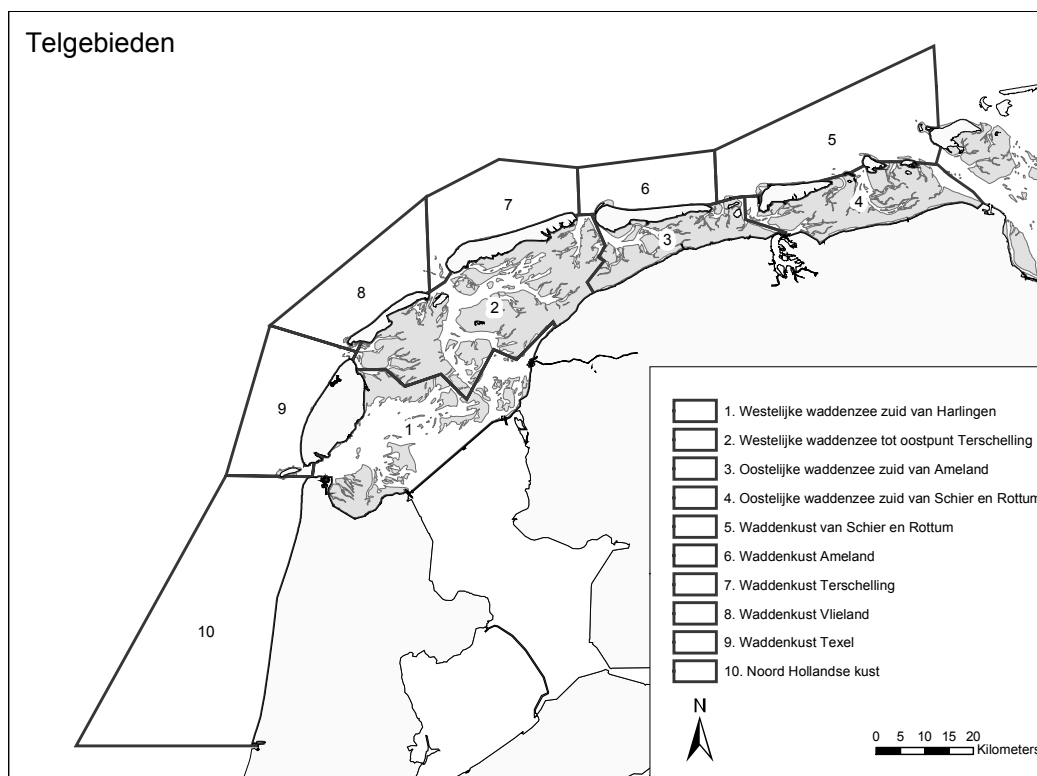 Telgebieden
5
6
7
4
3
8
2
9
1
10
1. Westelijke waddenzee zuid van Harlingen
2. Westelijke waddenzee tot oostpunt Terschelling
3. Oostelijke waddenzee zuid van Ameland
4. Oostelijke waddenzee zuid van Schier en Rottum
5. Waddenkust van Schier en Rottum
6. Waddenkust Ameland
7. Waddenkust Terschelling
8. Waddenkust Vlieland
9. Waddenkust Texel
10. Noord Hollandse kust
N
0 5 10 15 20
Kilometers